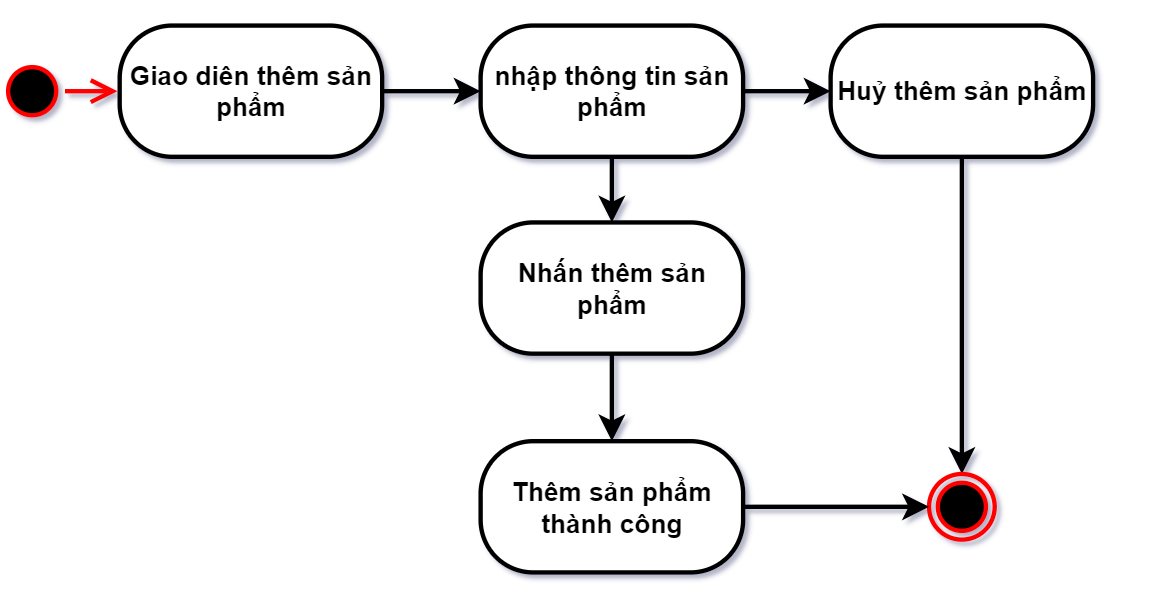 Giao diên thêm sản
phẩm
nhập thông tin sản
phẩm
Huỷ thêm sản phẩm
Nhấn thêm sản
phẩm
Thêm sản phẩm
thành công